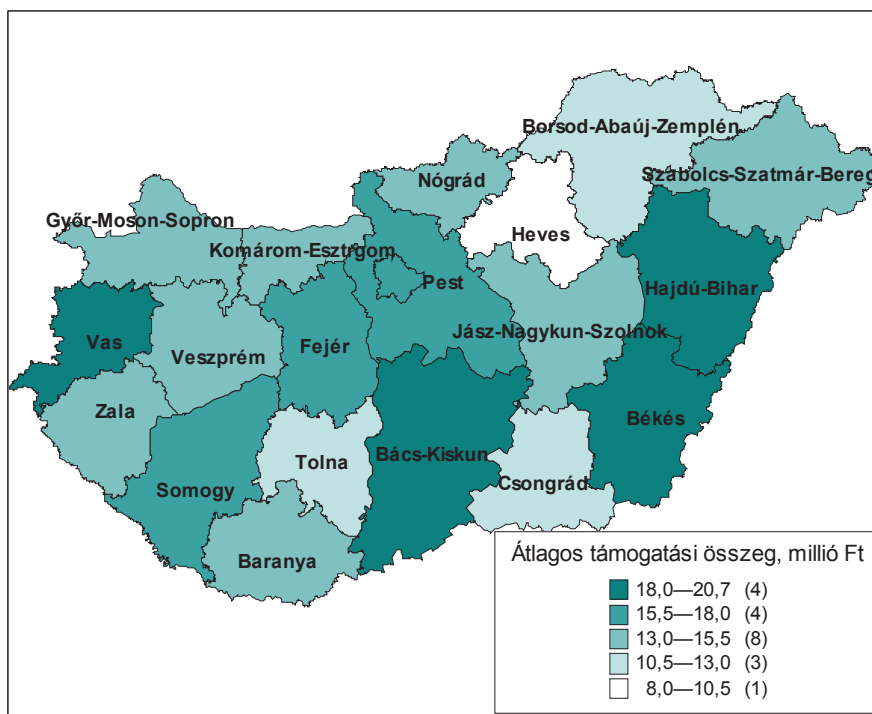 Borsod-Abaúj-Zemplén
Szabolcs-Szatmár-Bereg
Nógrád
Győr-Moson-Sopron
Heves
Komárom-Esztrgom
Pest
Hajdú-Bihar
Jász-Nagykun-Szolnok
Vas
Fejér
Veszprém
Zala
Békés
Bács-Kiskun
Tolna
Csongrád
Somogy
Baranya
Átlagos támogatási összeg, millió Ft
18,0—20,7 (4)
15,5—18,0 (4)
13,0—15,5 (8)
10,5—13,0 (3)
8,0—10,5 (1)